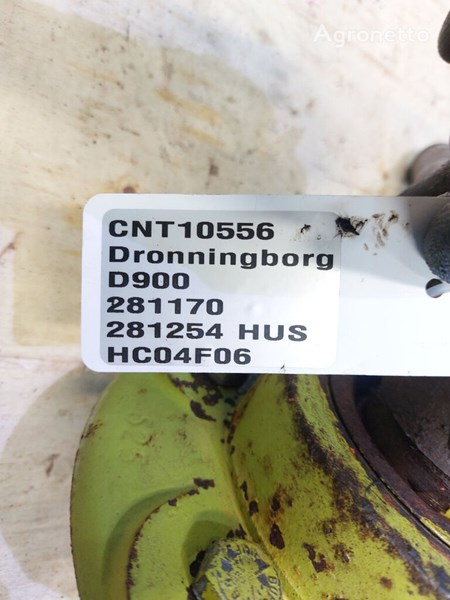 Agronetto
CNT10556
Dronningborg
D900
281170
281254 HUS
HC04F06